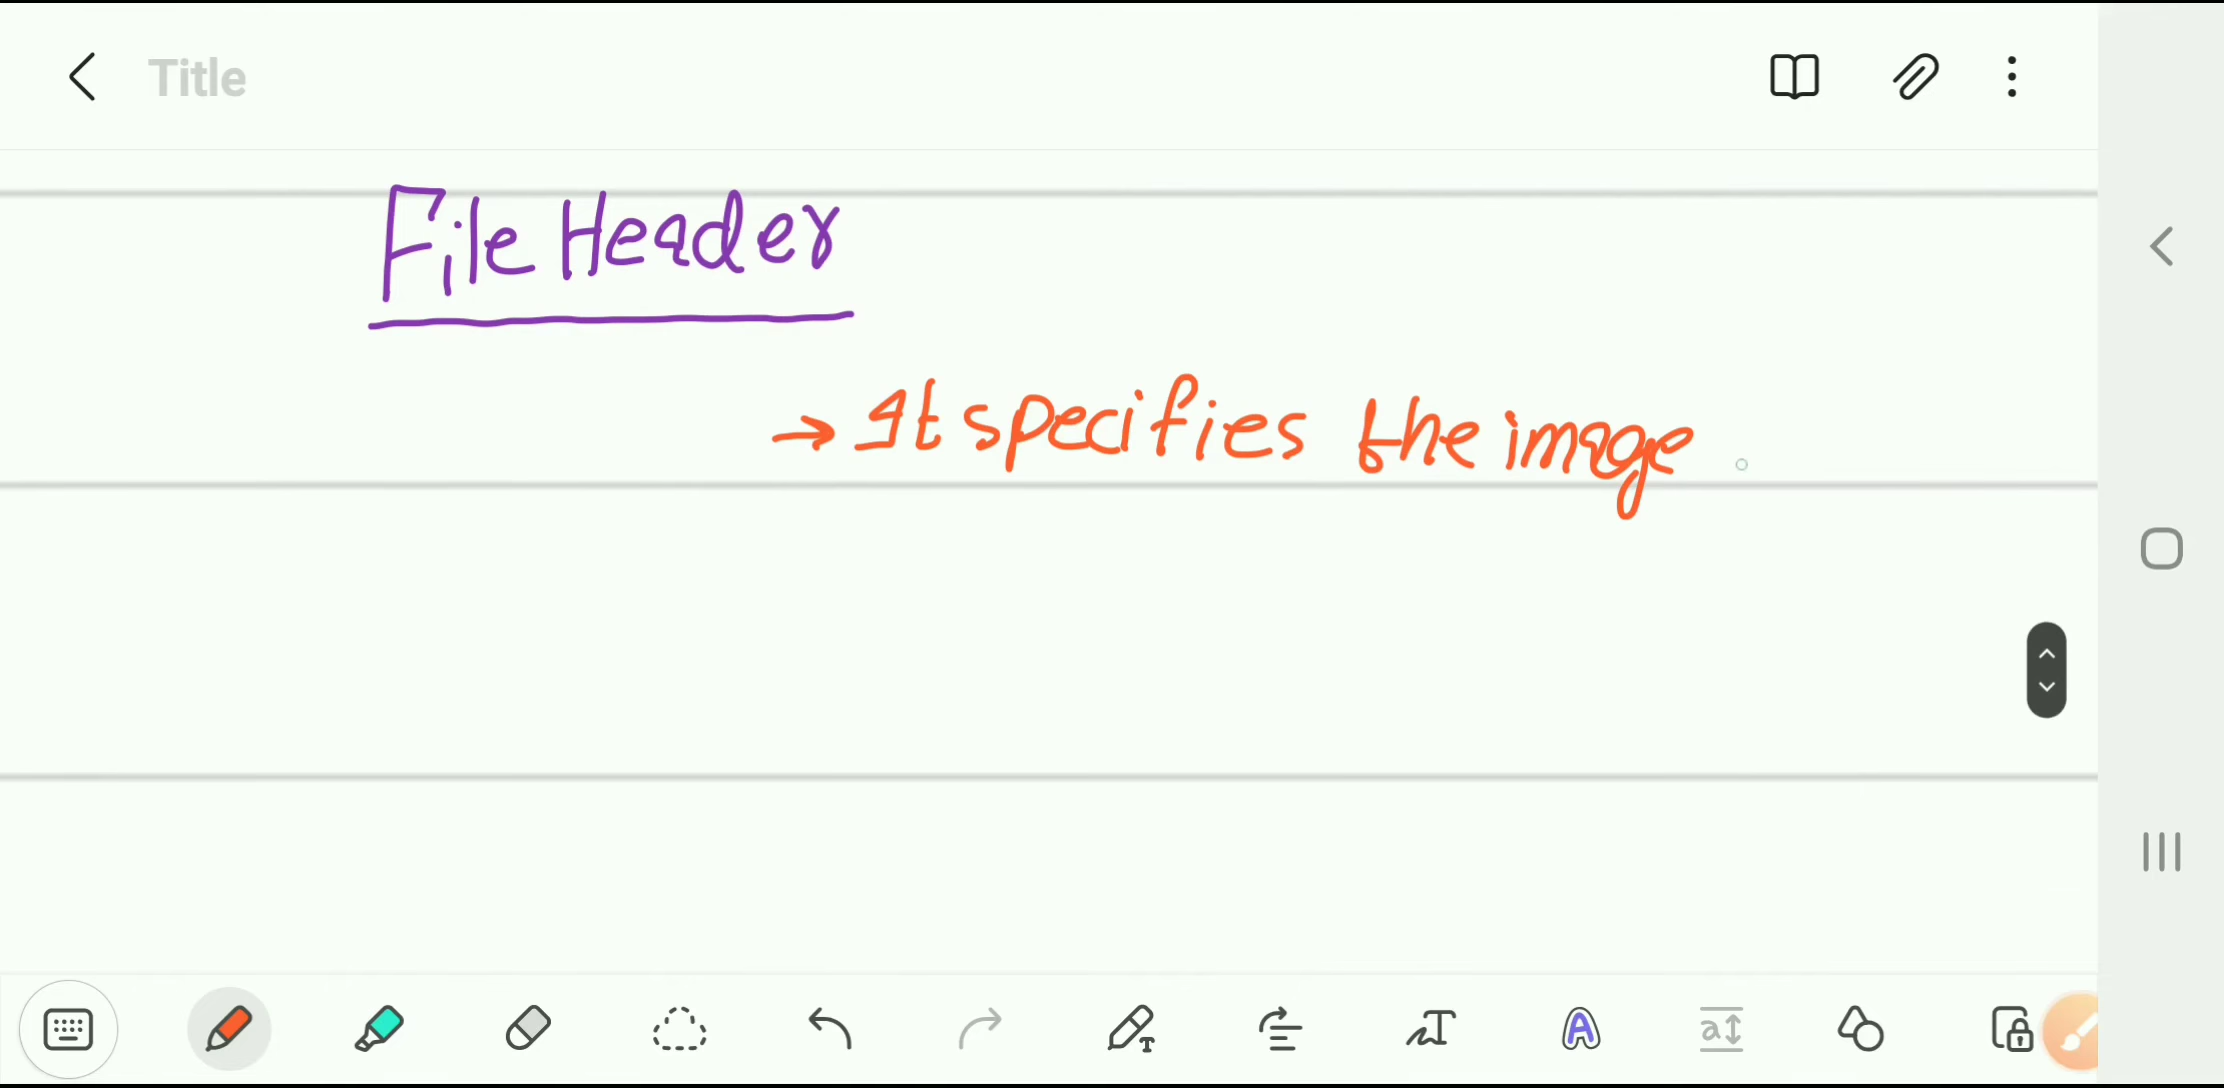 Title
File Header
→ It specifies the image